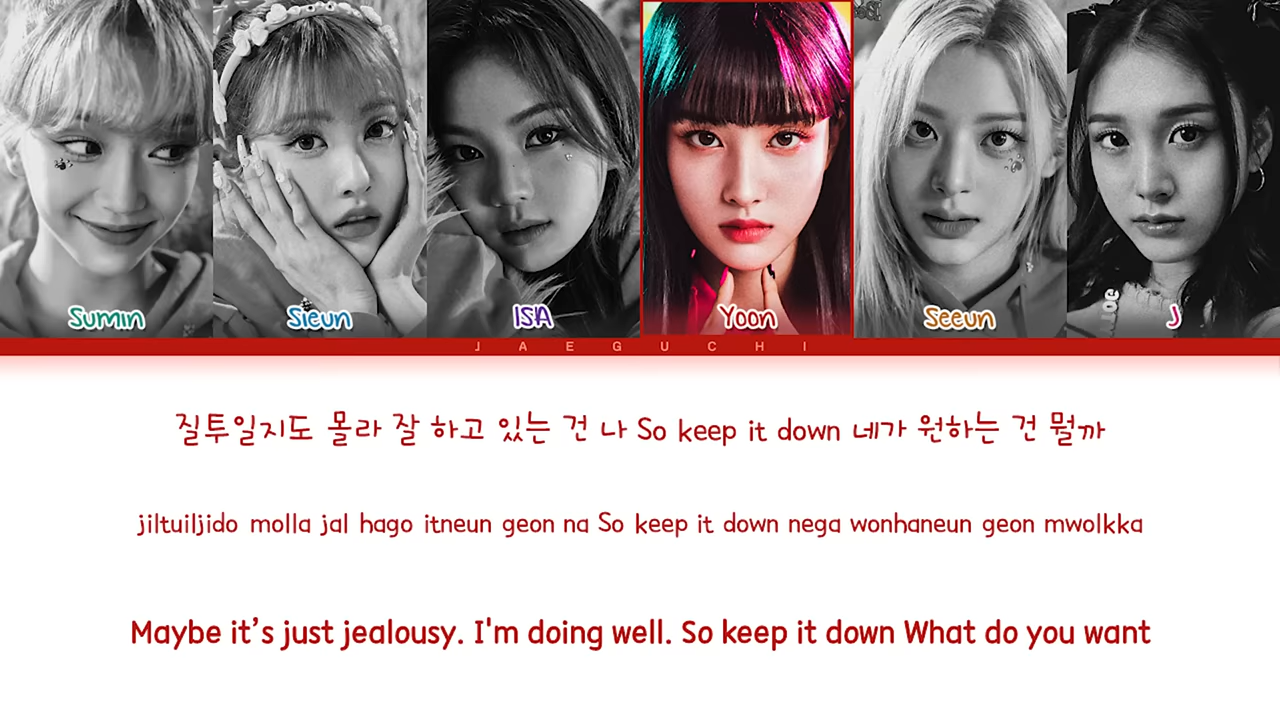 Sumin Sieun ISA Yoon Seeun J
JAEGUCHI
질투일지도 몰라 잘 하고 있는 건 나 So keep it down 네가 원하는 건 뭘까
jiltuiljido molla jal hago itneun geon na So keep it down nega wonhaneun geon mwolkka
Maybe it’s just jealousy. I'm doing well. So keep it down What do you want